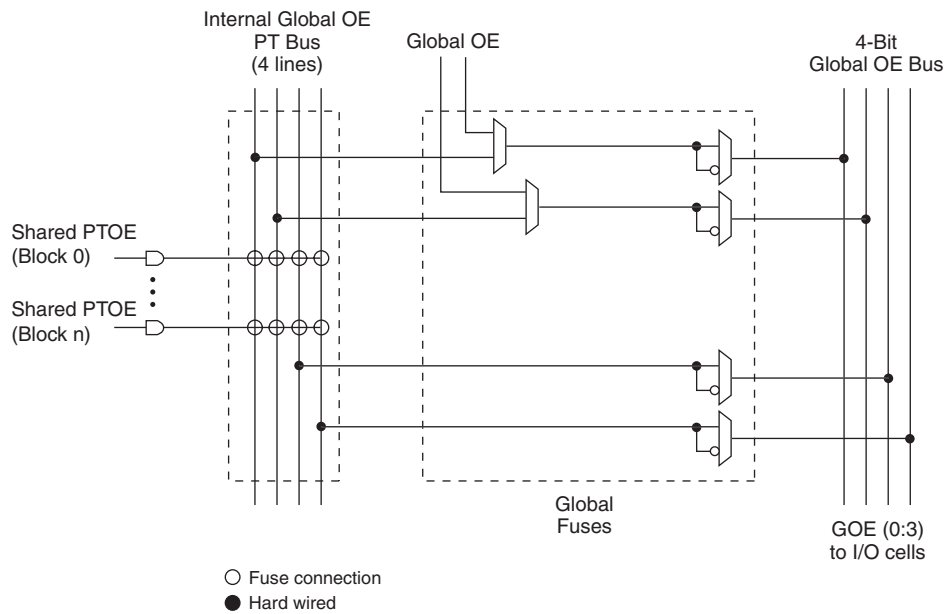 Internal Global OE
PT Bus
(4 lines)
Global OE
4-Bit
Global OE Bus
Shared PTOE
(Block 0)
Shared PTOE
(Block n)
Global
Fuses
GOE (0:3)
to I/O cells
Fuse connection
Hard wired